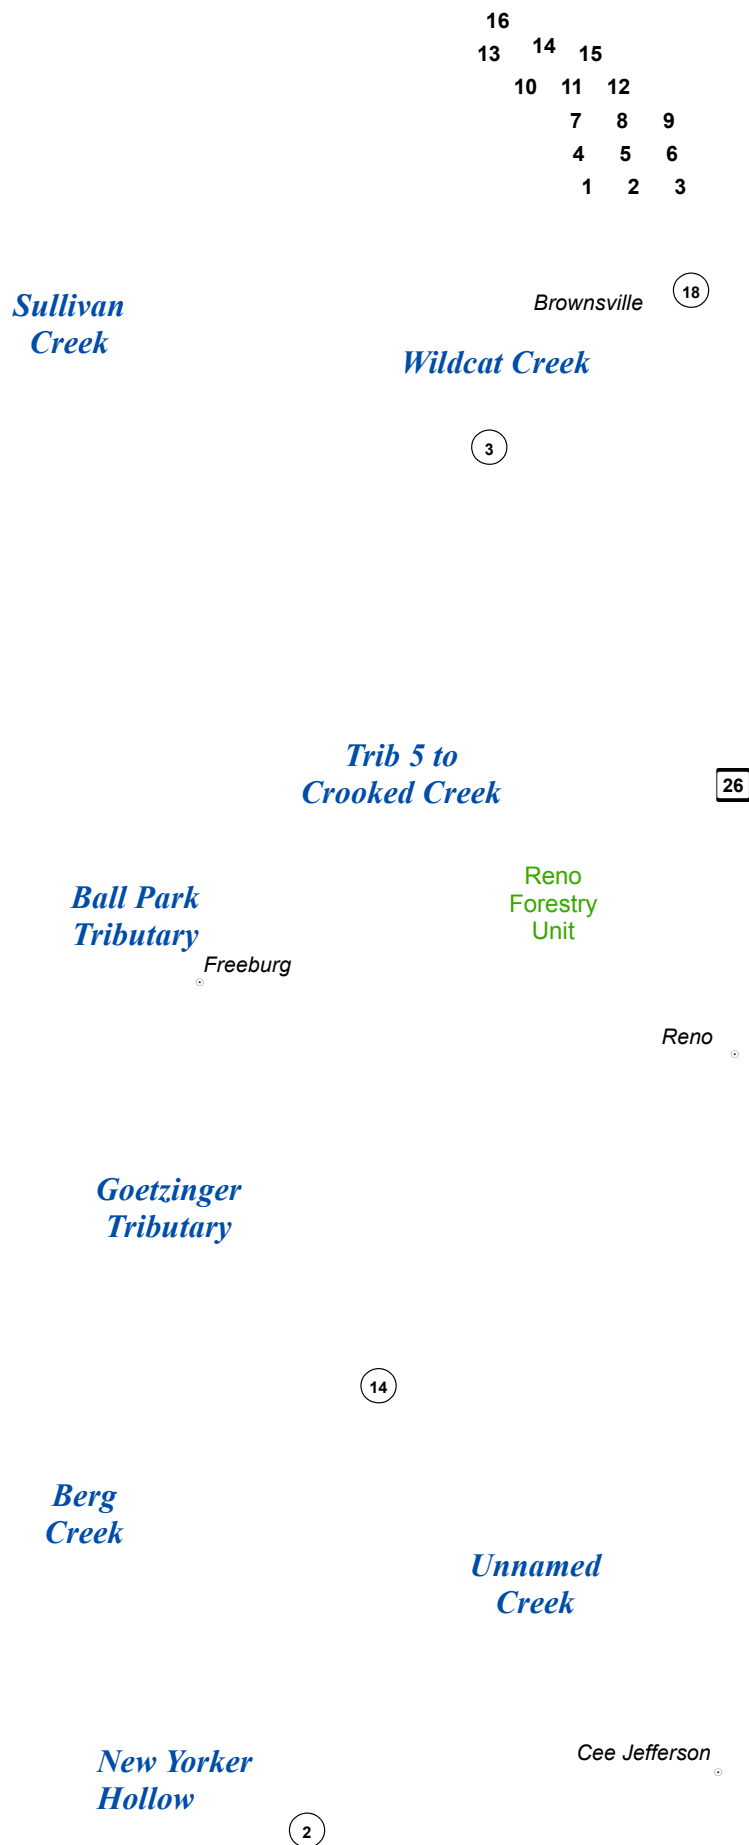 16
13 14 15
10 11 12
7 8 9
4 5 6
1 2 3
18
Brownsville
Sullivan
Creek
Wildcat Creek
3
Trib 5 to
Crooked Creek
26
Reno
Forestry
Unit
Ball Park
Tributary
Freeburg
Reno
Goetzinger
Tributary
14
Berg
Creek
Unnamed
Creek
Cee Jefferson
New Yorker
Hollow
2